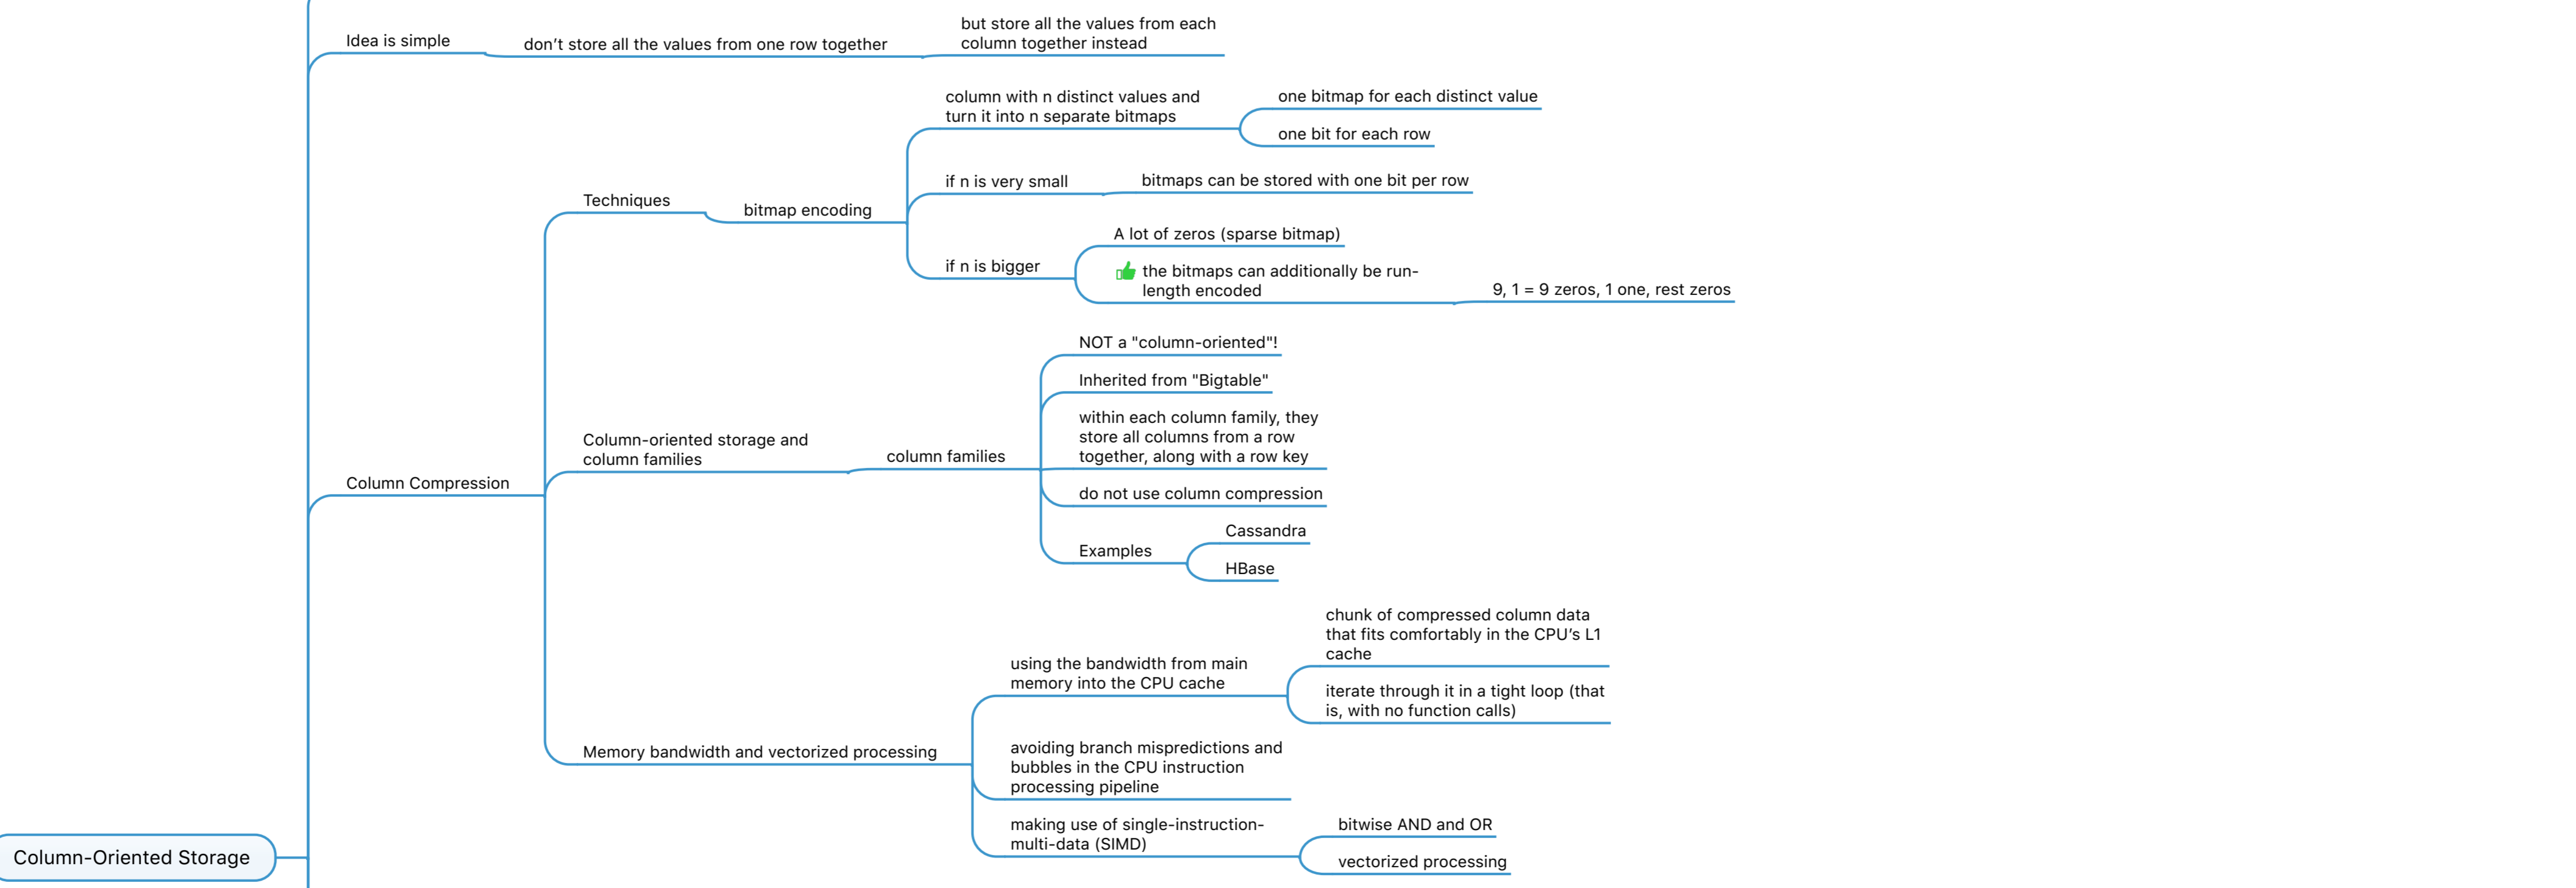 Idea is simple
don’t store all the values from one row together
but store all the values from each
column together instead
Column Compression
Techniques
bitmap encoding
column with n distinct values and
turn it into n separate bitmaps
one bitmap for each distinct value
one bit for each row
if n is very small
bitmaps can be stored with one bit per row
if n is bigger
A lot of zeros (sparse bitmap)
the bitmaps can additionally be run-
length encoded
9, 1 = 9 zeros, 1 one, rest zeros
Column-oriented storage and
column families
column families
NOT a "column-oriented"!
Inherited from "Bigtable"
within each column family, they
store all columns from a row
together, along with a row key
do not use column compression
Examples
Cassandra
HBase
Memory bandwidth and vectorized processing
using the bandwidth from main
memory into the CPU cache
chunk of compressed column data
that fits comfortably in the CPU’s L1
cache
iterate through it in a tight loop (that
is, with no function calls)
avoiding branch mispredictions and
bubbles in the CPU instruction
processing pipeline
making use of single-instruction-
multi-data (SIMD)
bitwise AND and OR
vectorized processing
Column-Oriented Storage